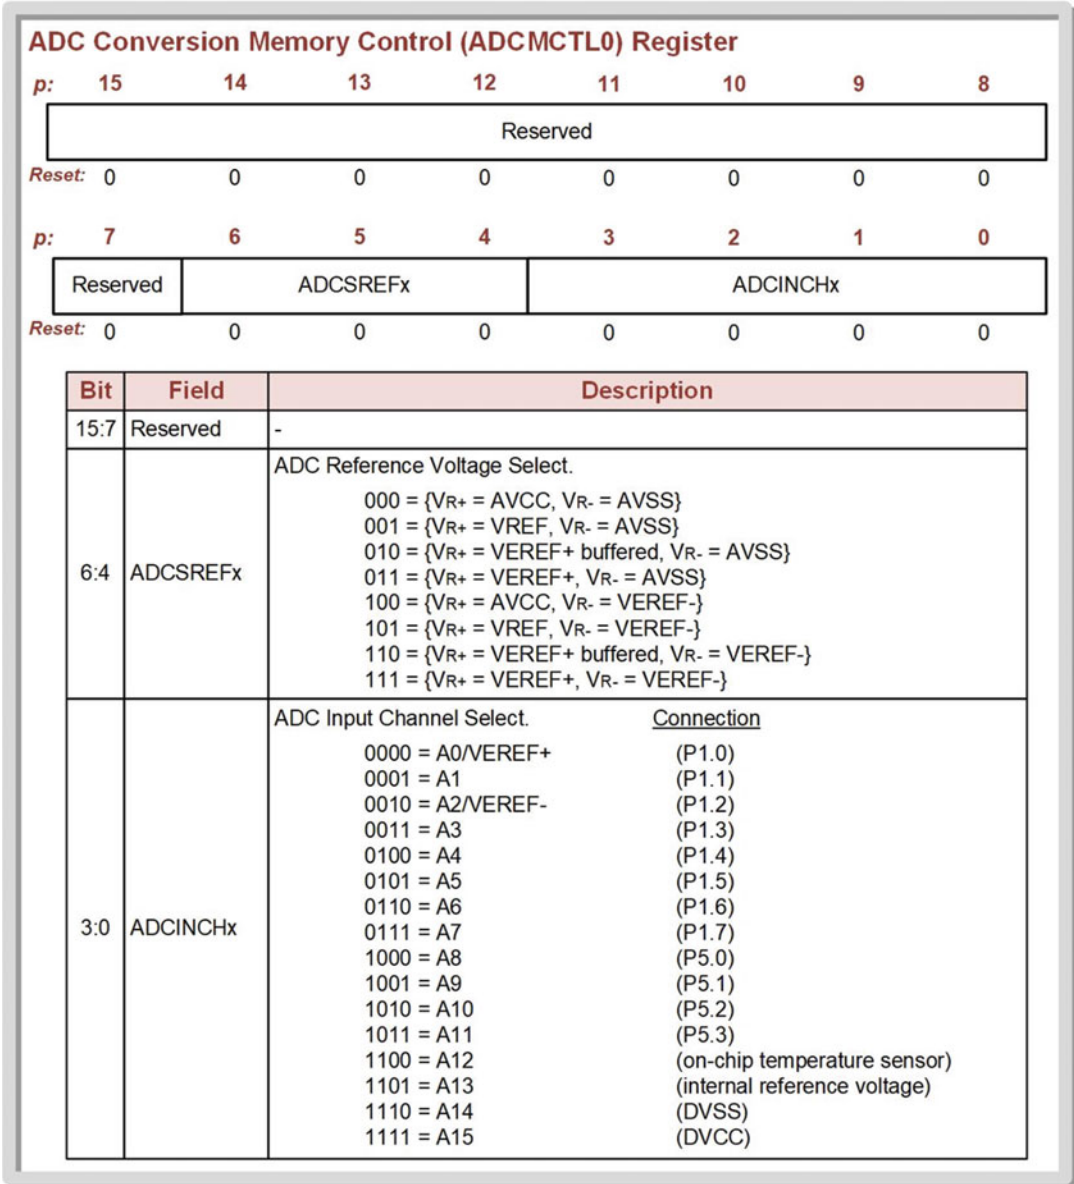 ADC Conversion Memory Control (ADCMCTL0) Register
p: 15 14 13 12 11 10 9 8
Reserved
Reset: 0 0 0 0 0 0 0 0
p: 7 6 5 4 3 2 1 0
Reserved ADCSREFx ADCINCHx
Reset: 0 0 0 0 0 0 0 0
Bit Field Description
15:7 Reserved -
6:4 ADCSREFx
ADC Reference Voltage Select.
000 = {VR+ = AVCC, VR- = AVSS}
001 = {VR+ = VREF, VR- = AVSS}
010 = {VR+ = VEREF+ buffered, VR- = AVSS}
011 = {VR+ = VEREF+, VR- = AVSS}
100 = {VR+ = AVCC, VR- = VEREF-}
101 = {VR+ = VREF, VR- = VEREF-}
110 = {VR+ = VEREF+ buffered, VR- = VEREF-}
111 = {VR+ = VEREF+, VR- = VEREF-}
3:0 ADCINCHx
ADC Input Channel Select. Connection
0000 = A0/VEREF+ (P1.0)
0001 = A1 (P1.1)
0010 = A2/VEREF- (P1.2)
0011 = A3 (P1.3)
0100 = A4 (P1.4)
0101 = A5 (P1.5)
0110 = A6 (P1.6)
0111 = A7 (P1.7)
1000 = A8 (P5.0)
1001 = A9 (P5.1)
1010 = A10 (P5.2)
1011 = A11 (P5.3)
1100 = A12 (on-chip temperature sensor)
1101 = A13 (internal reference voltage)
1110 = A14 (DVSS)
1111 = A15 (DVCC)